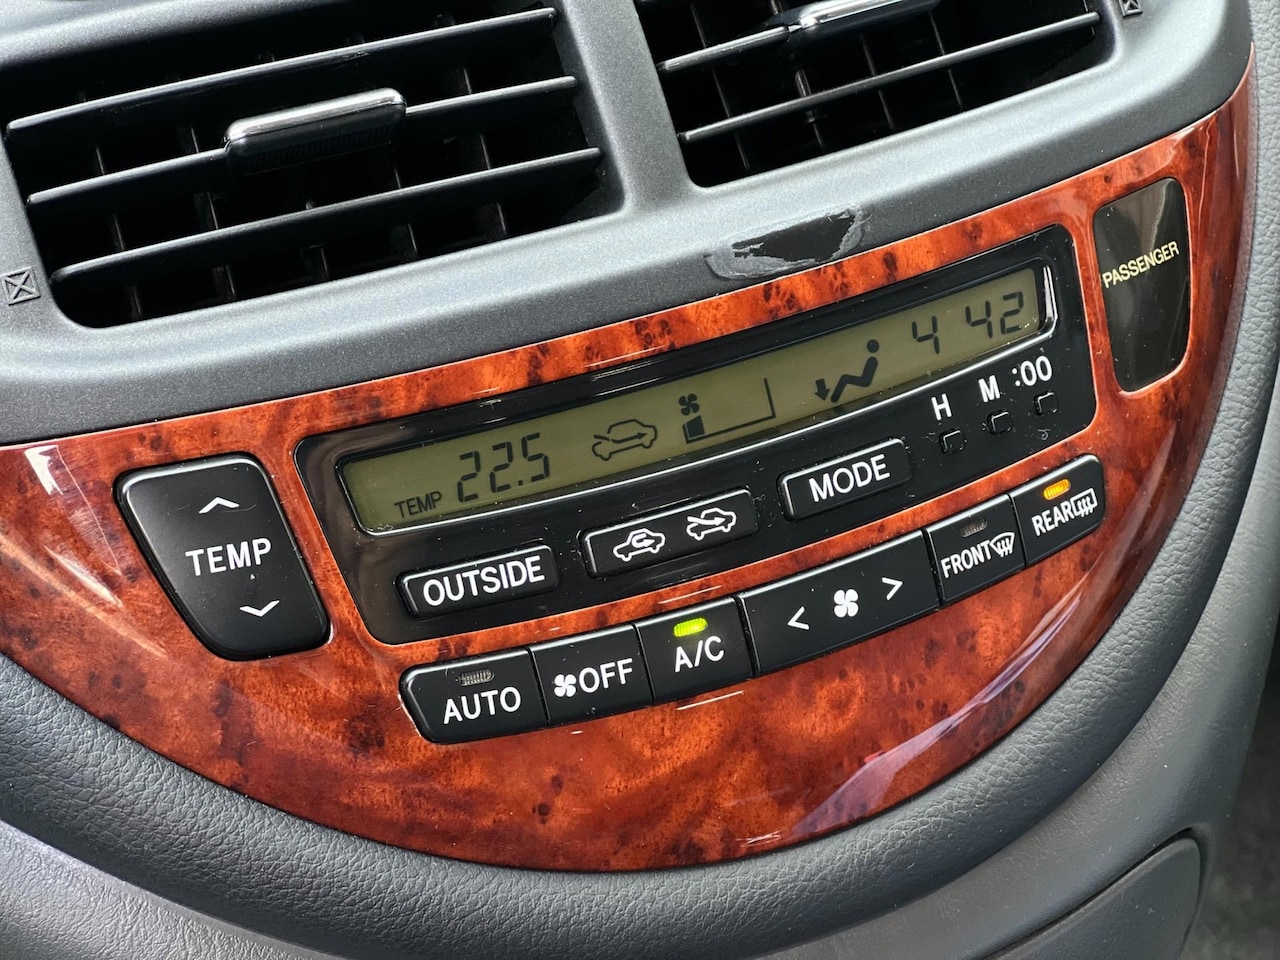 PASSENGER
TEMP 22.5 4 42
H M :00
TEMP
OUTSIDE MODE
AUTO OFF A/C FRONT REAR